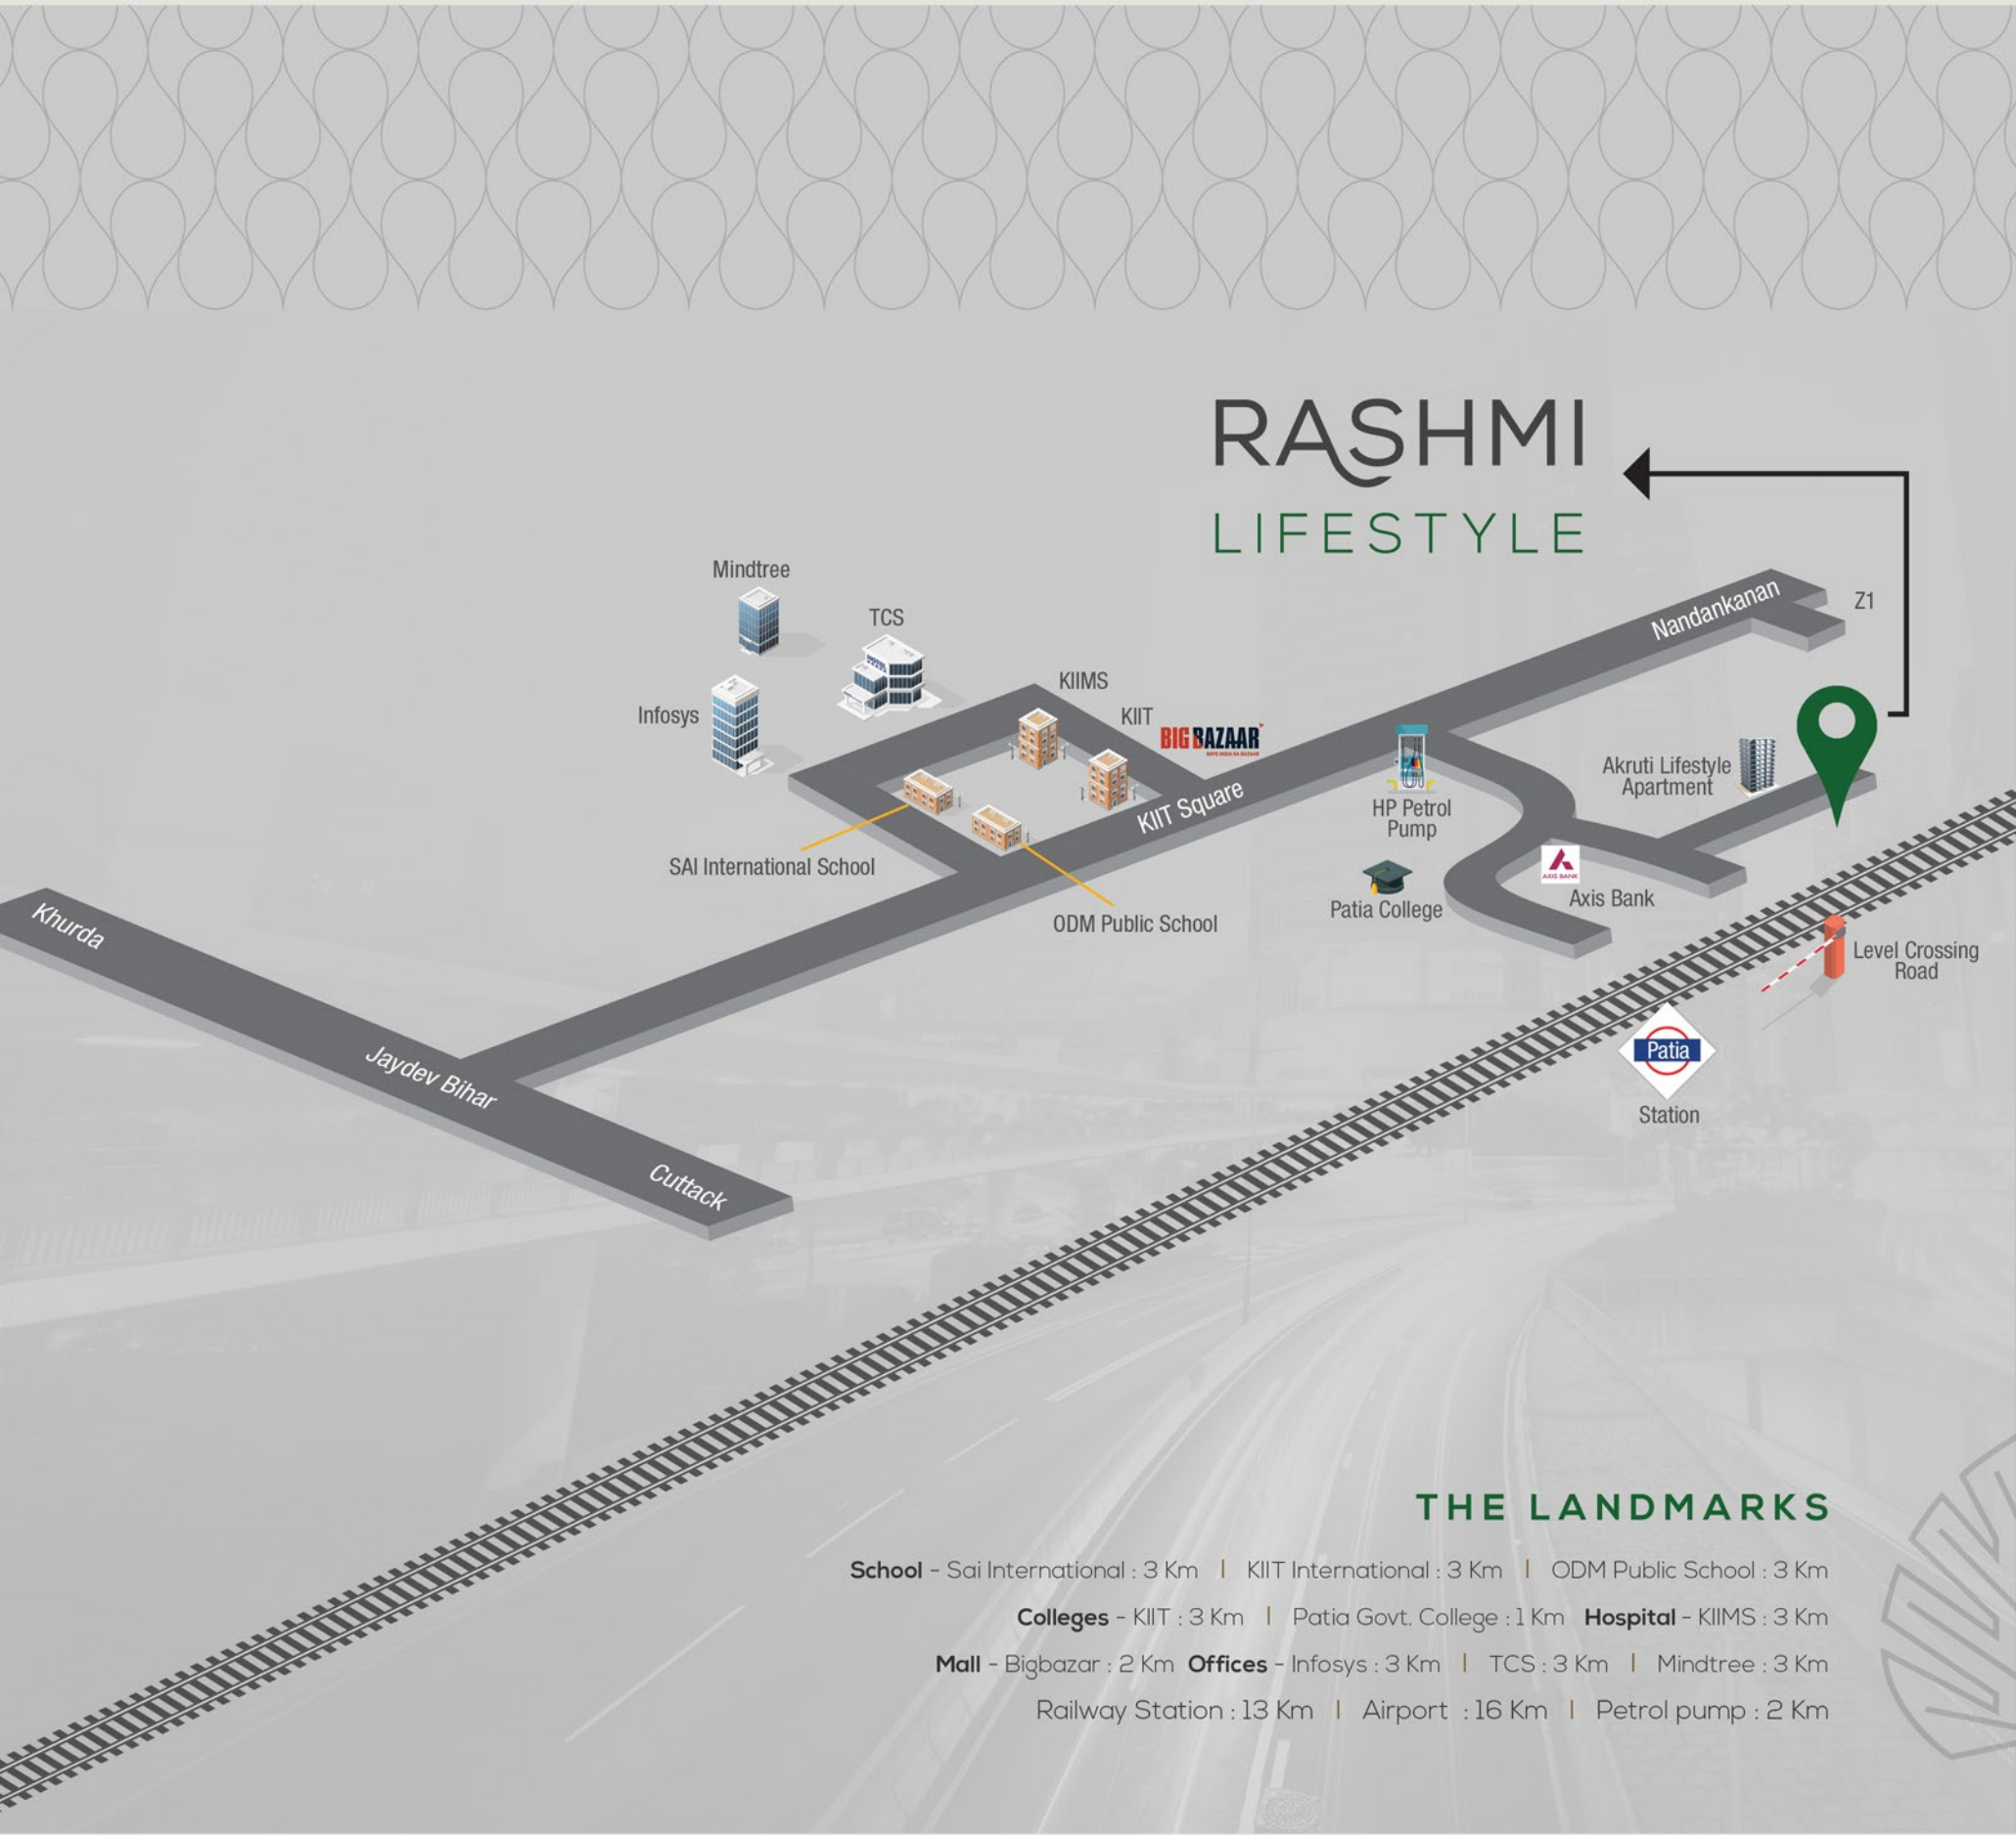 RASHMI
LIFESTYLE
Nandankanan
Z1
Mindtree
TCS
Infosys
KIIMS
KIIT
BIG BAZAAR
KIIT Square
HP Petrol
Pump
Akruti Lifestyle
Apartment
SAI International School
ODM Public School
Patia College
AXIS BANK
Axis Bank
Level Crossing
Road
Patia
Station
Khurda
Jaydev Bihar
Cuttack
THE LANDMARKS
School - Sai International : 3 Km | KIIT International : 3 Km | ODM Public School : 3 Km
Colleges - KIIT : 3 Km | Patia Govt. College : 1 Km Hospital - KIIMS : 3 Km
Mall - Bigbazar : 2 Km Offices - Infosys : 3 Km | TCS : 3 Km | Mindtree : 3 Km
Railway Station : 13 Km | Airport : 16 Km | Petrol pump : 2 Km